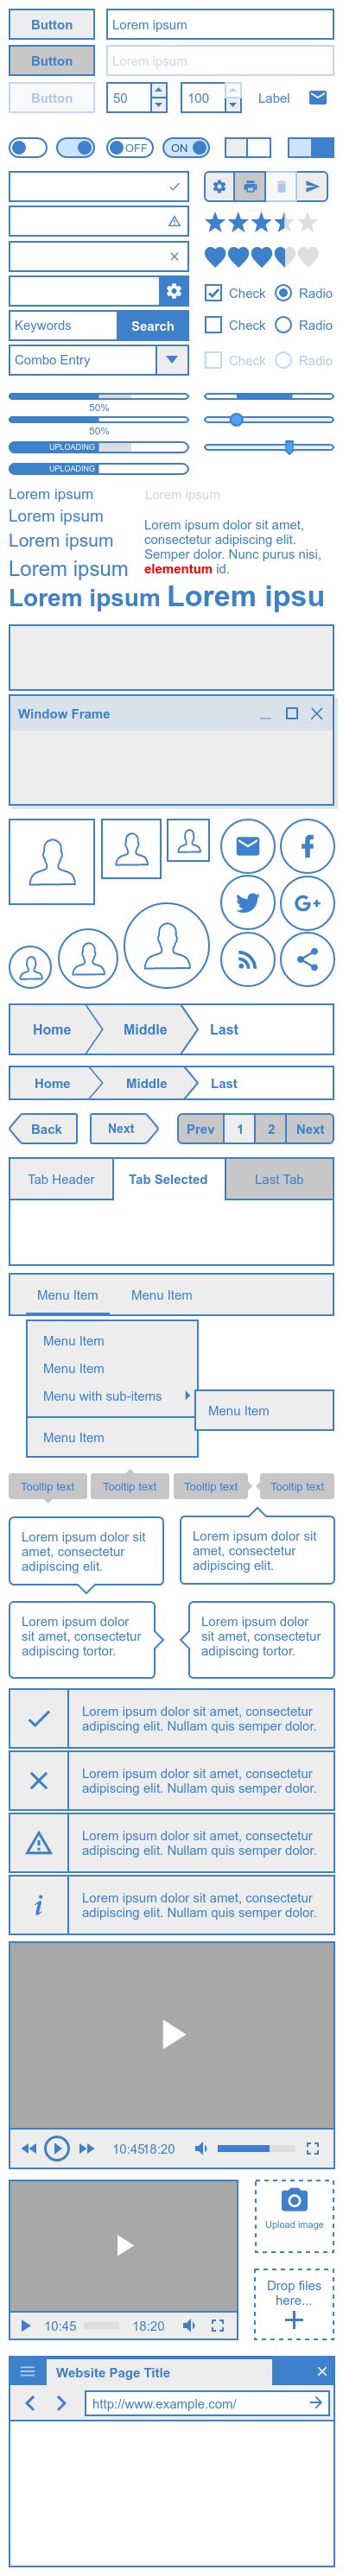 Button
Lorem ipsum
Button
Lorem ipsum
Button
50
100
Label
OFF
ON
Check
Radio
Keywords
Search
Check
Radio
Combo Entry
Check
Radio
50%
50%
UPLOADING
UPLOADING
Lorem ipsum
Lorem ipsum
Lorem ipsum
Lorem ipsum
Lorem ipsum
Lorem ipsum dolor sit amet,
consectetur adipiscing elit.
Semper dolor. Nunc purus nisi,
elementum id.
Lorem ipsum
Lorem ipsu
Window Frame
G+
Home
Middle
Last
Home
Middle
Last
Back
Next
Prev
1
2
Next
Tab Header
Tab Selected
Last Tab
Menu Item
Menu Item
Menu Item
Menu Item
Menu with sub-items
Menu Item
Menu Item
Tooltip text
Tooltip text
Tooltip text
Tooltip text
Lorem ipsum dolor sit
amet, consectetur
adipiscing elit.
Lorem ipsum dolor sit
amet, consectetur
adipiscing elit.
Lorem ipsum dolor
sit amet, consectetur
adipiscing tortor.
Lorem ipsum dolor
sit amet, consectetur
adipiscing tortor.
Lorem ipsum dolor sit amet, consectetur
adipiscing elit. Nullam quis semper dolor.
Lorem ipsum dolor sit amet, consectetur
adipiscing elit. Nullam quis semper dolor.
Lorem ipsum dolor sit amet, consectetur
adipiscing elit. Nullam quis semper dolor.
i
Lorem ipsum dolor sit amet, consectetur
adipiscing elit. Nullam quis semper dolor.
10:45
18:20
Upload image
Drop files
here...
10:45
18:20
Website Page Title
http://www.example.com/